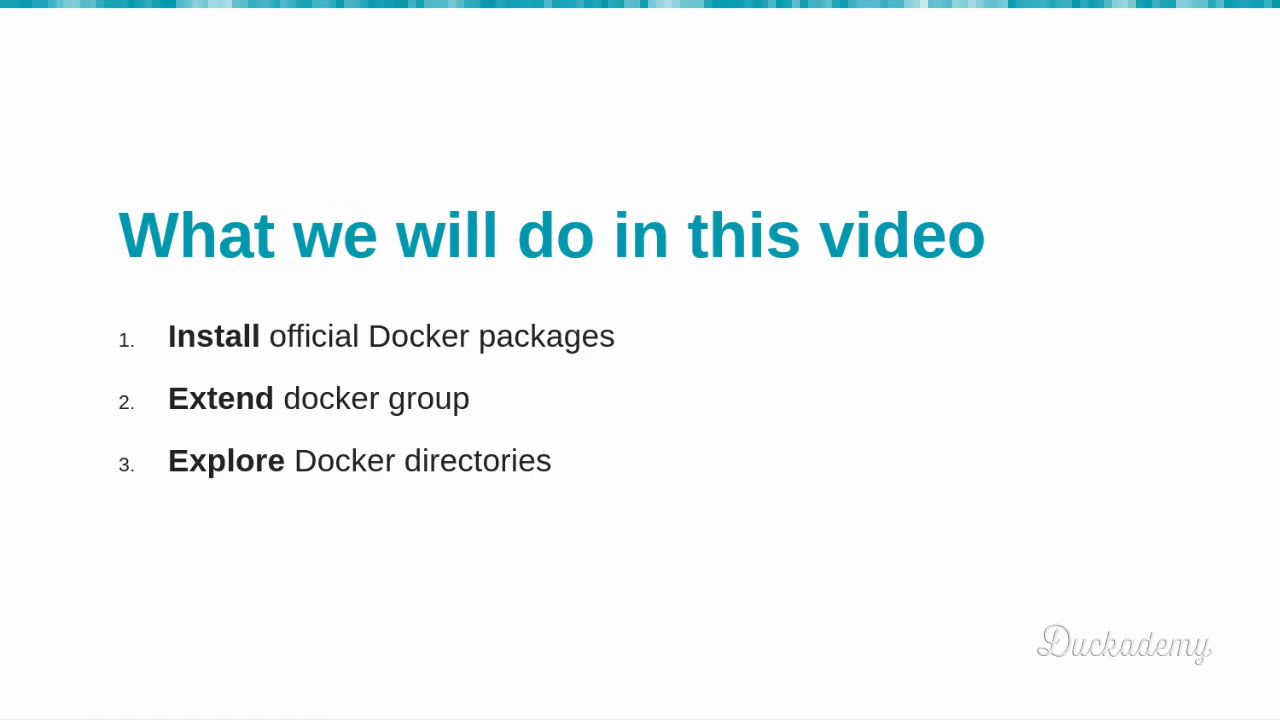 What we will do in this video
1. Install official Docker packages
2. Extend docker group
3. Explore Docker directories
Duckademy